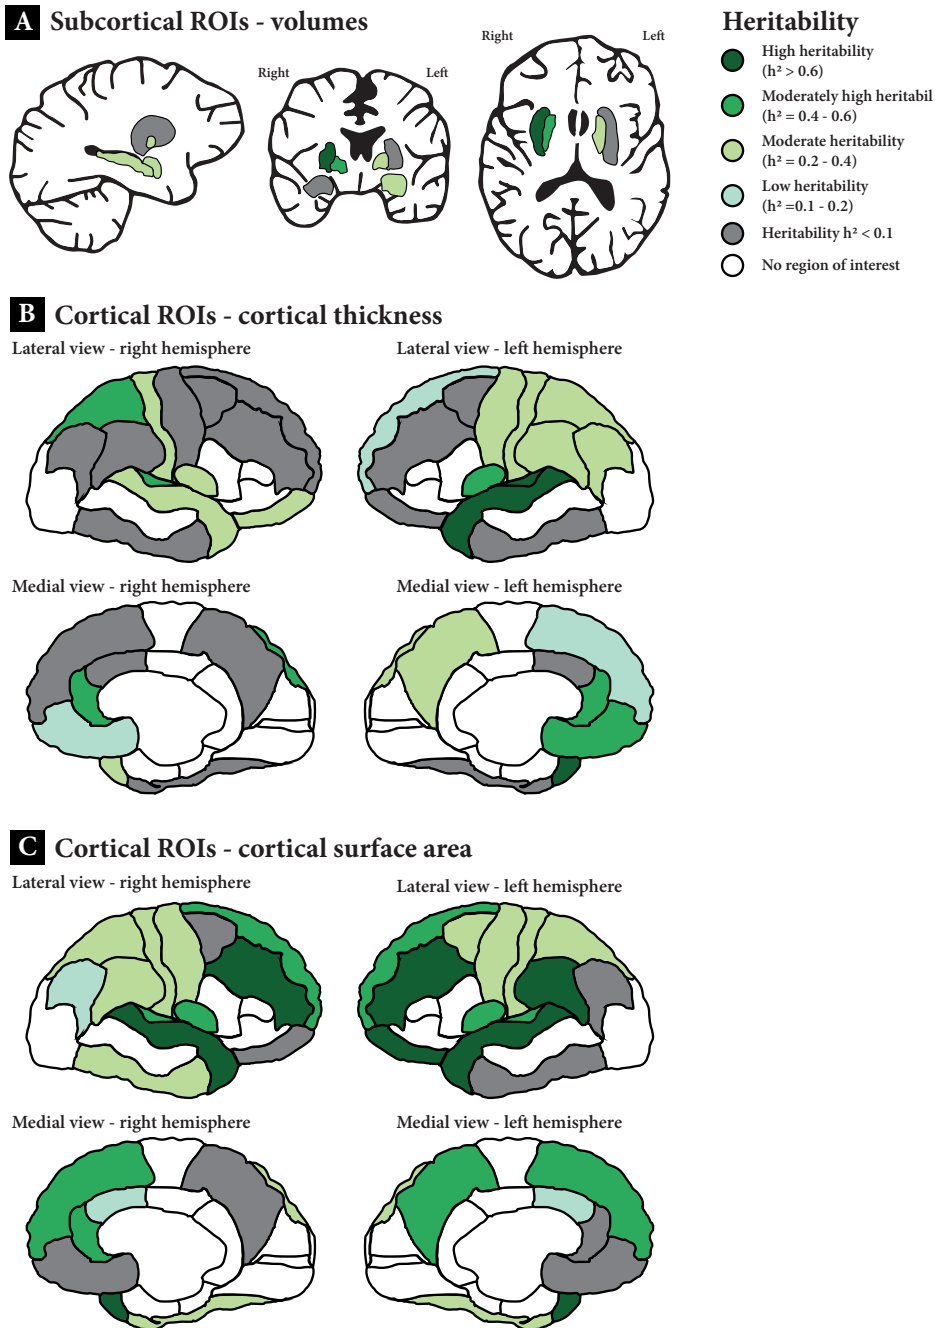 A Subcortical ROIs - volumes
Right
Left
Right
Left
Heritability
High heritability
(h² > 0.6)
Moderately high heritabil
(h² = 0.4 - 0.6)
Moderate heritability
(h² = 0.2 - 0.4)
Low heritability
(h² =0.1 - 0.2)
Heritability h² < 0.1
No region of interest
B Cortical ROIs - cortical thickness
Lateral view - right hemisphere
Lateral view - left hemisphere
Medial view - right hemisphere
Medial view - left hemisphere
C Cortical ROIs - cortical surface area
Lateral view - right hemisphere
Lateral view - left hemisphere
Medial view - right hemisphere
Medial view - left hemisphere